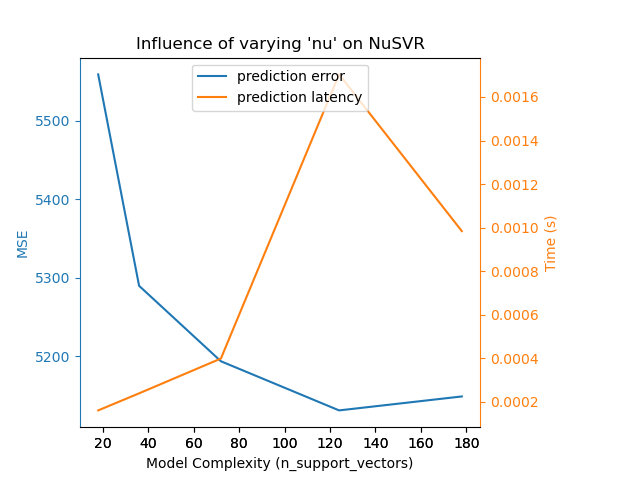 Influence of varying 'nu' on NuSVR
prediction error
prediction latency
5500
5400
5300
5200
MSE
0.0016
0.0014
0.0012
0.0010
0.0008
0.0006
0.0004
0.0002
Time (s)
20 40 60 80 100 120 140 160 180
Model Complexity (n_support_vectors)